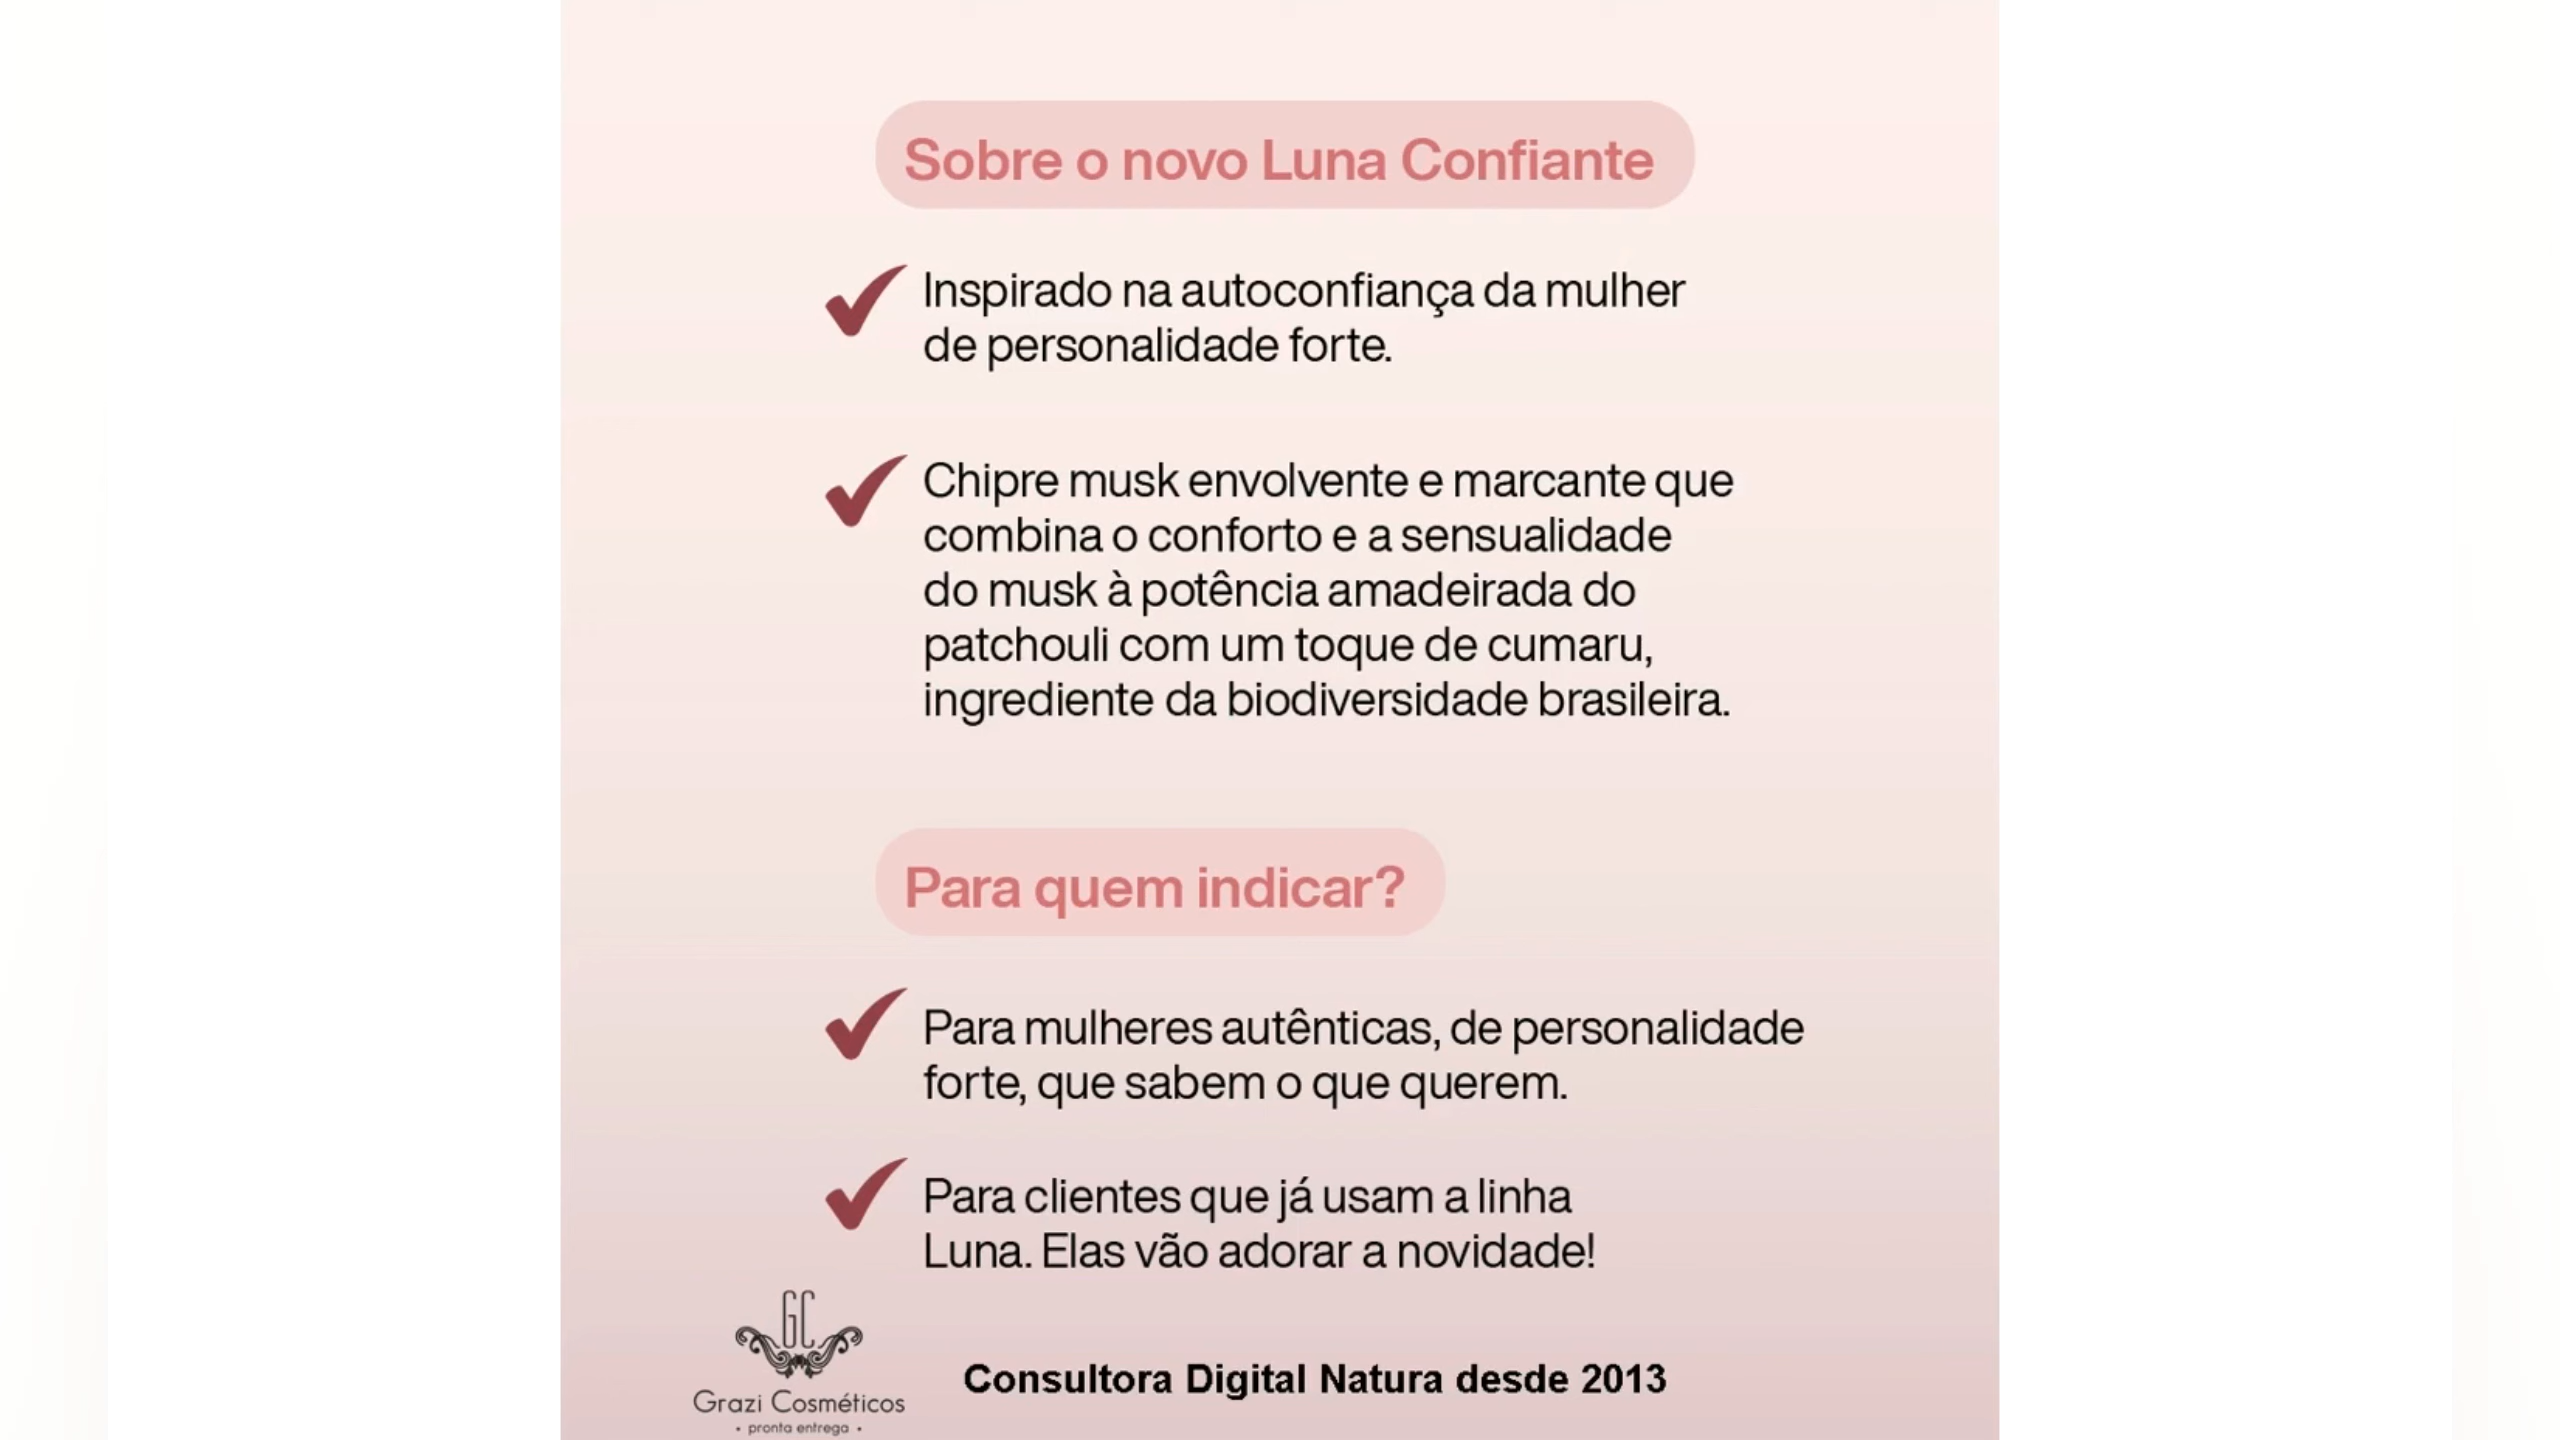 Sobre o novo Luna Confiante
Inspirado na autoconfiança da mulher
de personalidade forte.
Chipre musk envolvente e marcante que
combina o conforto e a sensualidade
do musk à potência amadeirada do
patchouli com um toque de cumaru,
ingrediente da biodiversidade brasileira.
Para quem indicar?
Para mulheres autênticas, de personalidade
forte, que sabem o que querem.
Para clientes que já usam a linha
Luna. Elas vão adorar a novidade!
GC
Grazi Cosméticos
• pronta entrega •
Consultora Digital Natura desde 2013